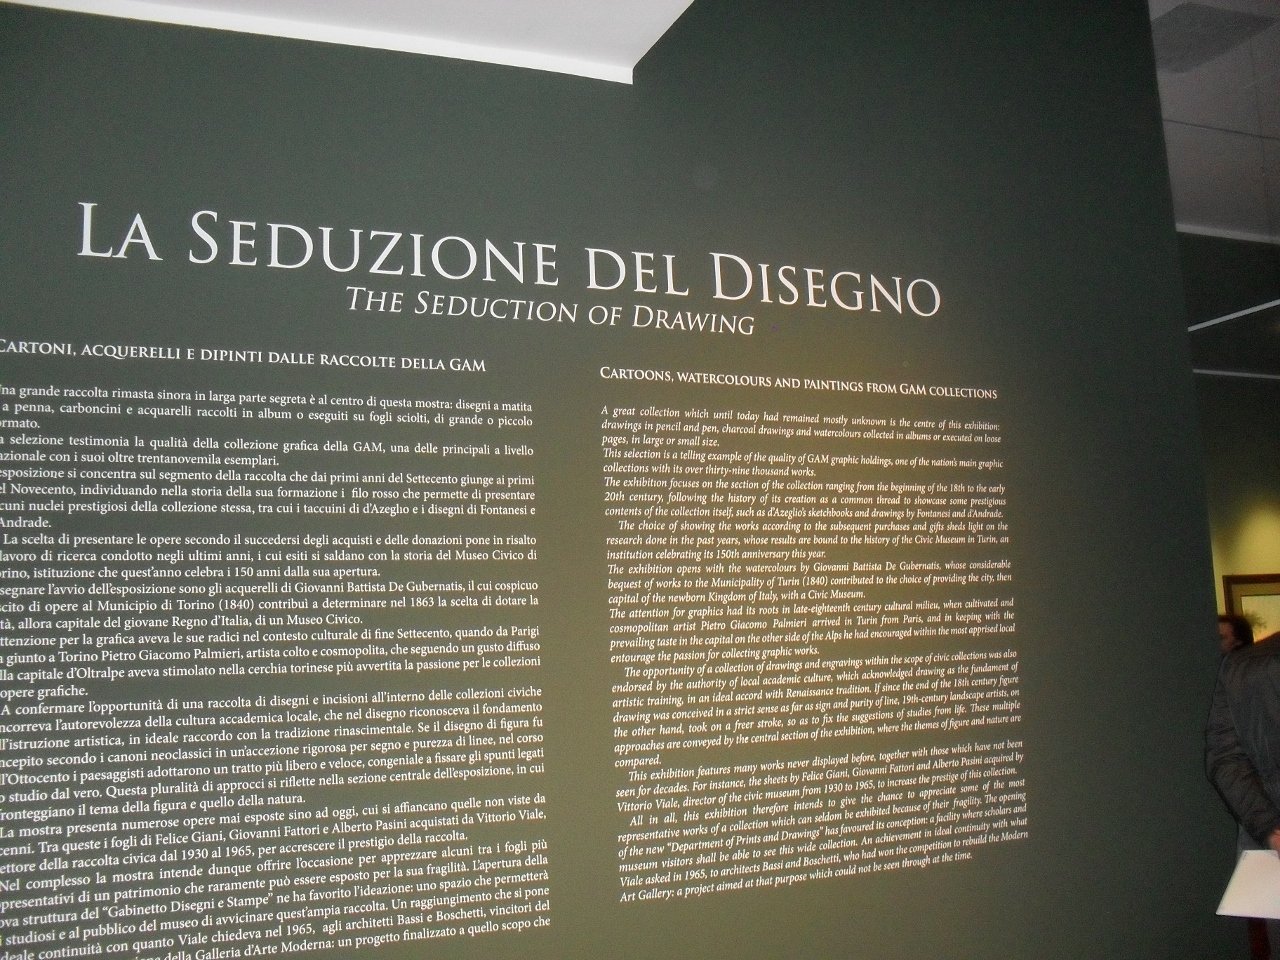 LA SEDUZIONE DEL DISEGNO
THE SEDUCTION OF DRAWING
CARTONI, ACQUERELLI E DIPINTI DALLE RACCOLTE DELLA GAM
na grande raccolta rimasta sinora in larga parte segreta è al centro di questa mostra: disegni a matita
a penna, carboncini e acquarelli raccolti in album o eseguiti su fogli sciolti, di grande o piccolo
ormato.
a selezione testimonia la qualità della collezione grafica della GAM, una delle principali a livello
azionale con i suoi oltre trentanovemila esemplari.
esposizione si concentra sul segmento della raccolta che dai primi anni del Settecento giunge ai primi
el Novecento, individuando nella storia della sua formazione i filo rosso che permette di presentare
cuni nuclei prestigiosi della collezione stessa, tra cui i taccuini di d'Azeglio e i disegni di Fontanesi e
Andrade.
La scelta di presentare le opere secondo il succedersi degli acquisti e delle donazioni pone in risalto
lavoro di ricerca condotto negli ultimi anni, i cui esiti si saldano con la storia del Museo Civico di
orino, istituzione che quest'anno celebra i 150 anni dalla sua apertura.
segnare l'avvio dell'esposizione sono gli acquerelli di Giovanni Battista De Gubernatis, il cui cospicuo
scito di opere al Municipio di Torino (1840) contribuì a determinare nel 1863 la scelta di dotare la
tà, allora capitale del giovane Regno d'Italia, di un Museo Civico.
attenzione per la grafica aveva le sue radici nel contesto culturale di fine Settecento, quando da Parigi
a giunto a Torino Pietro Giacomo Palmieri, artista colto e cosmopolita, che seguendo un gusto diffuso
lla capitale d'Oltralpe aveva stimolato nella cerchia torinese più avvertita la passione per le collezioni
opere grafiche.
A confermare l'opportunità di una raccolta di disegni e incisioni all'interno delle collezioni civiche
ncorreva l'autorevolezza della cultura accademica locale, che nel disegno riconosceva il fondamento
ll'istruzione artistica, in ideale raccordo con la tradizione rinascimentale. Se il disegno di figura fu
ncepito secondo i canoni neoclassici in un'accezione rigorosa per segno e purezza di linee, nel corso
ll'Ottocento i paesaggisti adottarono un tratto più libero e veloce, congeniale a fissare gli spunti legati
o studio dal vero. Questa pluralità di approcci si riflette nella sezione centrale dell'esposizione, in cui
fronteggiano il tema della figura e quello della natura.
La mostra presenta numerose opere mai esposte sino ad oggi, cui si affiancano quelle non viste da
cenni. Tra queste i fogli di Felice Giani, Giovanni Fattori e Alberto Pasini acquistati da Vittorio Viale,
ettore della raccolta civica dal 1930 al 1965, per accrescere il prestigio della raccolta.
Nel complesso la mostra intende dunque offrire l'occasione per apprezzare alcuni tra i fogli più
presentativi di un patrimonio che raramente può essere esposto per la sua fragilità. L'apertura della
ova struttura del "Gabinetto Disegni e Stampe" ne ha favorito l'ideazione: uno spazio che permetterà
i studiosi e al pubblico del museo di avvicinare quest'ampia raccolta. Un raggiungimento che si pone
ideale continuità con quanto Viale chiedeva nel 1965, agli architetti Bassi e Boschetti, vincitori del
della Galleria d'Arte Moderna: un progetto finalizzato a quello scopo che
CARTOONS, WATERCOLOURS AND PAINTINGS FROM GAM COLLECTIONS
A great collection which until today had remained mostly unknown is the centre of this exhibition:
drawings in pencil and pen, charcoal drawings and watercolours collected in albums or executed on loose
pages, in large or small size.
This selection is a telling example of the quality of GAM graphic holdings, one of the nation's main graphic
collections with its over thirty-nine thousand works.
The exhibition focuses on the section of the collection ranging from the beginning of the 18th to the early
20th century, following the history of its creation as a common thread to showcase some prestigious
contents of the collection itself, such as d'Azeglio's sketchbooks and drawings by Fontanesi and d'Andrade.
The choice of showing the works according to the subsequent purchases and gifts sheds light on the
research done in the past years, whose results are bound to the history of the Civic Museum in Turin, an
institution celebrating its 150th anniversary this year.
The exhibition opens with the watercolours by Giovanni Battista De Gubernatis, whose considerable
bequest of works to the Municipality of Turin (1840) contributed to the choice of providing the city, then
capital of the newborn Kingdom of Italy, with a Civic Museum.
The attention for graphics had its roots in late-eighteenth century cultural milieu, when cultivated and
cosmopolitan artist Pietro Giacomo Palmieri arrived in Turin from Paris, and in keeping with the
prevailing taste in the capital on the other side of the Alps he had encouraged within the most apprised local
entourage the passion for collecting graphic works.
The opportunity of a collection of drawings and engravings within the scope of civic collections was also
endorsed by the authority of local academic culture, which acknowledged drawing as the fundament of
artistic training, in an ideal accord with Renaissance tradition. If since the end of the 18th century figure
drawing was conceived in a strict sense as far as sign and purity of line, 19th-century landscape artists, on
the other hand, took on a freer stroke, so as to fix the suggestions of studies from life. These multiple
approaches are conveyed by the central section of the exhibition, where the themes of figure and nature are
compared.
This exhibition features many works never displayed before, together with those which have not been
seen for decades. For instance, the sheets by Felice Giani, Giovanni Fattori and Alberto Pasini acquired by
Vittorio Viale, director of the civic museum from 1930 to 1965, to increase the prestige of this collection.
All in all, this exhibition therefore intends to give the chance to appreciate some of the most
representative works of a collection which can seldom be exhibited because of their fragility. The opening
of the new "Department of Prints and Drawings" has favoured its conception: a facility where scholars and
museum visitors shall be able to see this wide collection. An achievement in ideal continuity with what
Viale asked in 1965, to architects Bassi and Boschetti, who had won the competition to rebuild the Modern
Art Gallery: a project aimed at that purpose which could not be seen through at the time.